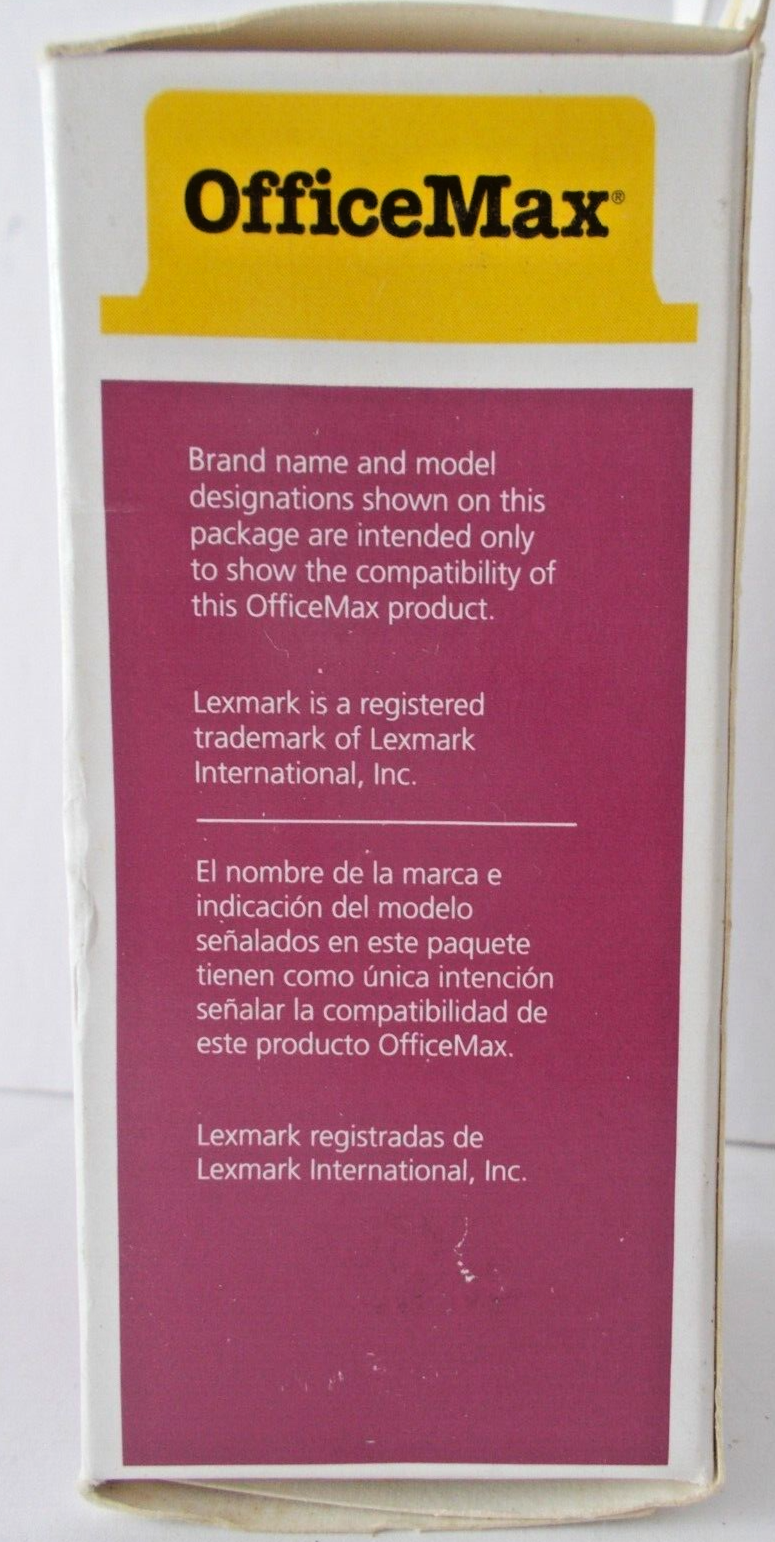 OfficeMax®
Brand name and model
designations shown on this
package are intended only
to show the compatibility of
this OfficeMax product.
Lexmark is a registered
trademark of Lexmark
International, Inc.
El nombre de la marca e
indicación del modelo
señalados en este paquete
tienen como única intención
señalar la compatibilidad de
este producto OfficeMax.
Lexmark registradas de
Lexmark International, Inc.